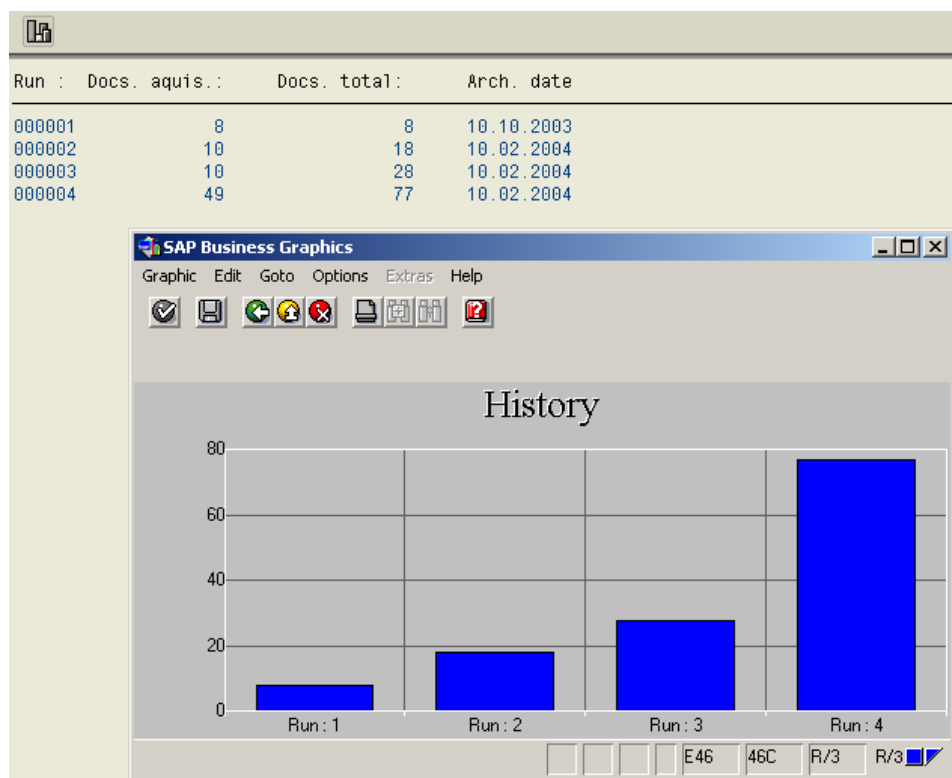 Run :  Docs. aquis.:  Docs. total:  Arch. date
000001  8  8  10.10.2003
000002  10  18  10.02.2004
000003  10  28  10.02.2004
000004  49  77  10.02.2004
SAP Business Graphics
Graphic  Edit  Goto  Options  Extras  Help
History
80
60
40
20
0
Run : 1  Run : 2  Run : 3  Run : 4
E46  46C  R/3  R/3